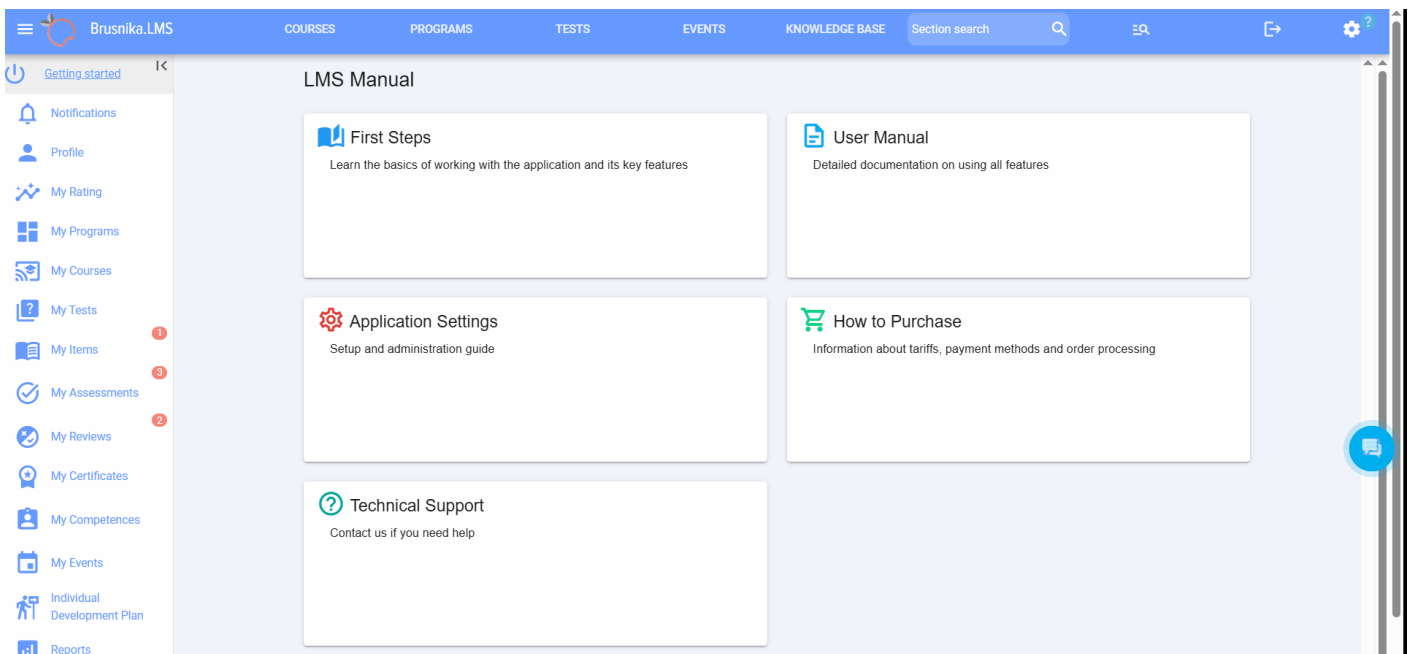 Brusnika.LMS
COURSES
PROGRAMS
TESTS
EVENTS
KNOWLEDGE BASE
Section search
?
Getting started
Notifications
Profile
My Rating
My Programs
My Courses
?
My Tests
1
My Items
3
My Assessments
2
My Reviews
My Certificates
My Competences
My Events
Individual
Development Plan
Reports
LMS Manual
First Steps
Learn the basics of working with the application and its key features
User Manual
Detailed documentation on using all features
Application Settings
Setup and administration guide
How to Purchase
Information about tariffs, payment methods and order processing
?
Technical Support
Contact us if you need help